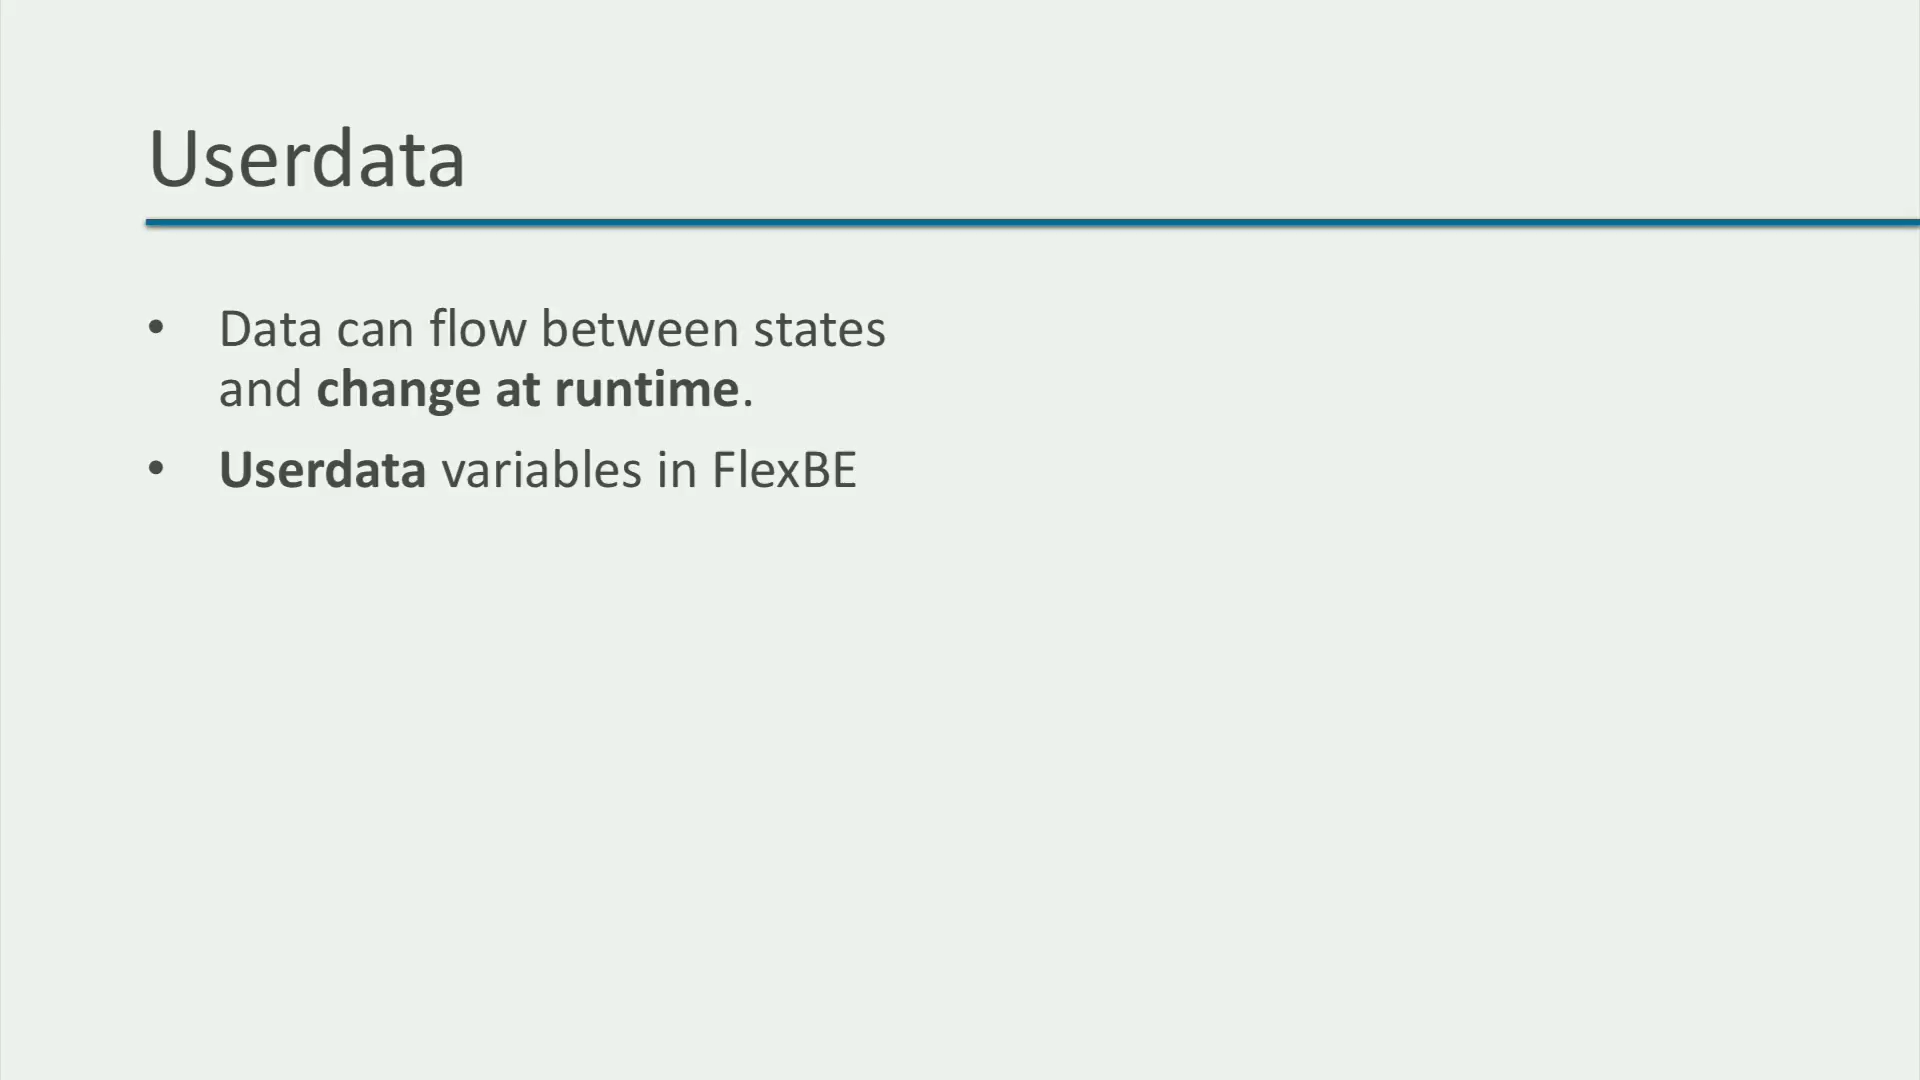 Userdata
• Data can flow between states
and change at runtime.
• Userdata variables in FlexBE